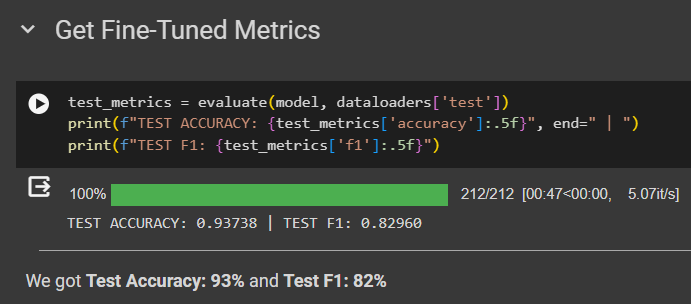 Get Fine-Tuned Metrics
test_metrics = evaluate(model, dataloaders['test'])
print(f"TEST ACCURACY: {test_metrics['accuracy']:.5f}", end=" | ")
print(f"TEST F1: {test_metrics['f1']:.5f}")
100% 212/212 [00:47<00:00, 5.07it/s]
TEST ACCURACY: 0.93738 | TEST F1: 0.82960
We got Test Accuracy: 93% and Test F1: 82%